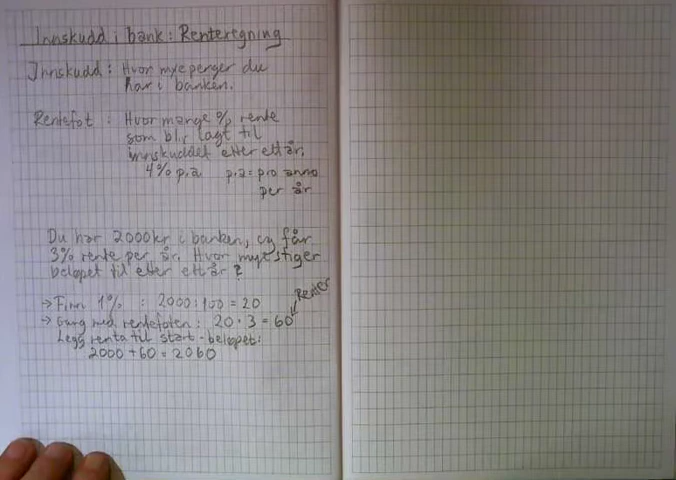 Innskudd i bank: Renteregning
Innskudd: Hvor mye penger du
har i banken.
Rentefot: Hvor mange % rente
som blir lagt til
innskuddet etter ett år.
4% p.a p.a = pro anno
per år
Du har 2000kr i banken, og får
3% rente per år. Hvor mye stiger
beløpet til etter ett år?
→ Finn 1% : 2000:100 = 20
Renter
→ Gang med rentefoten: 20 · 3 = 60
Legg renta til start-beløpet:
2000 + 60 = 2060